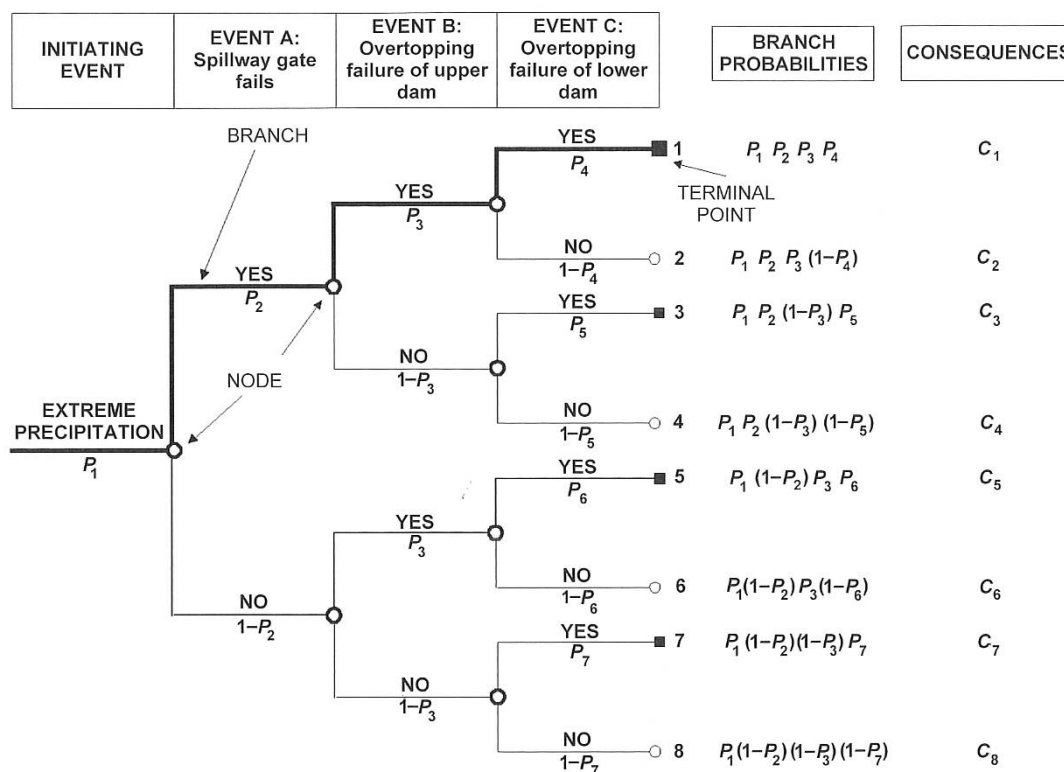 INITIATING
EVENT
EVENT A:
Spillway gate
fails
EVENT B:
Overtopping
failure of upper
dam
EVENT C:
Overtopping
failure of lower
dam
BRANCH
PROBABILITIES
CONSEQUENCES
BRANCH
YES
P4
1
P1 P2 P3 P4
C1
TERMINAL
POINT
YES
P3
NO
1–P4
2
P1 P2 P3 (1–P4)
C2
YES
P2
YES
P5
3
P1 P2 (1–P3) P5
C3
NODE
NO
1–P3
NO
1–P5
4
P1 P2 (1–P3) (1–P5)
C4
EXTREME
PRECIPITATION
P1
YES
P6
5
P1 (1–P2) P3 P6
C5
YES
P3
NO
1–P6
6
P1(1–P2) P3(1–P6)
C6
NO
1–P2
YES
P7
7
P1 (1–P2)(1–P3) P7
C7
NO
1–P3
NO
1–P7
8
P1(1–P2)(1–P3)(1–P7)
C8